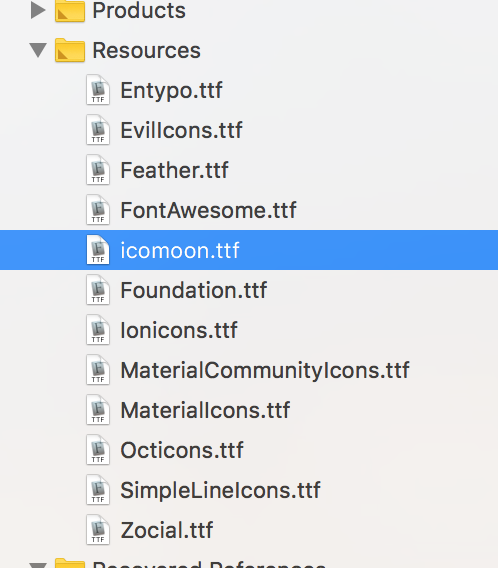 Products
Resources
TTF
Entypo.ttf
TTF
EvilIcons.ttf
TTF
Feather.ttf
TTF
FontAwesome.ttf
TTF
icomoon.ttf
TTF
Foundation.ttf
TTF
Ionicons.ttf
TTF
MaterialCommunityIcons.ttf
TTF
MaterialIcons.ttf
TTF
Octicons.ttf
TTF
SimpleLineIcons.ttf
TTF
Zocial.ttf
Recovered References